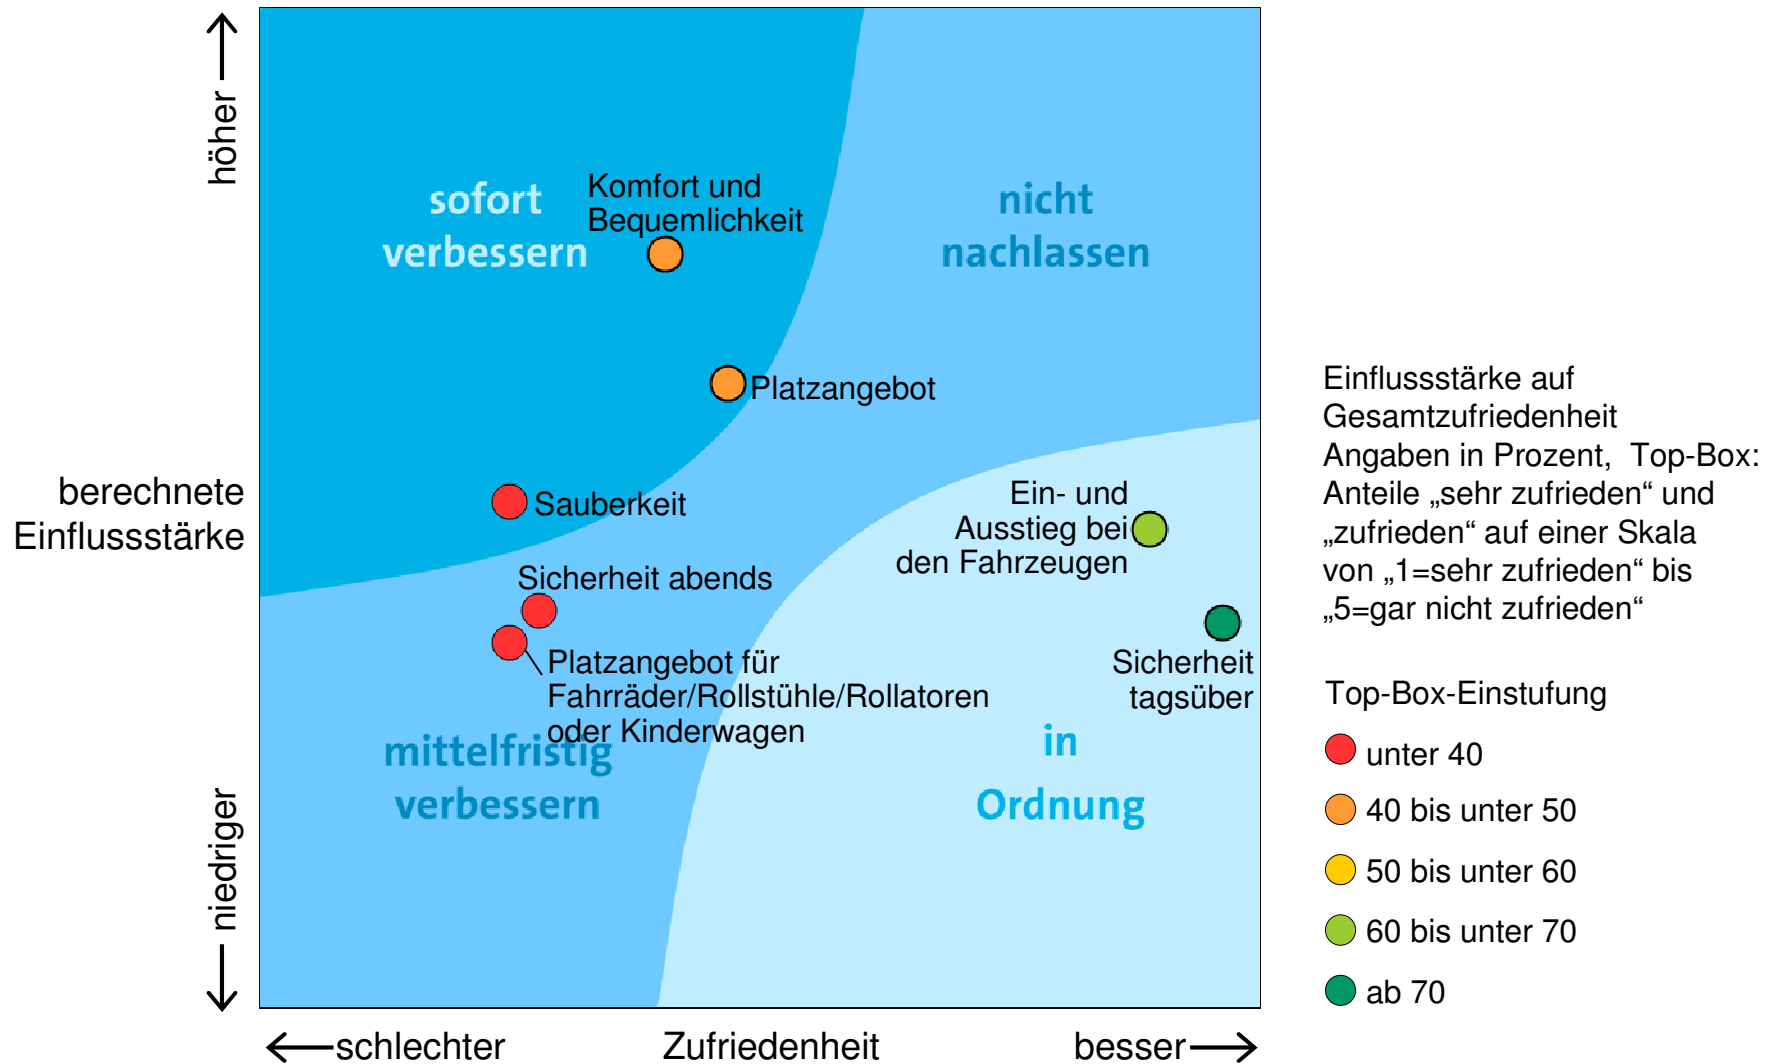 höher
sofort
verbessern
Komfort und
Bequemlichkeit
nicht
nachlassen
Platzangebot
berechnete
Einflussstärke
Sauberkeit
Ein- und
Ausstieg bei
den Fahrzeugen
Sicherheit abends
Platzangebot für
Fahrräder/Rollstühle/Rollatoren
oder Kinderwagen
Sicherheit
tagsüber
mittelfristig
verbessern
in
Ordnung
niedriger
schlechter
Zufriedenheit
besser
Einflussstärke auf
Gesamtzufriedenheit
Angaben in Prozent, Top-Box:
Anteile „sehr zufrieden“ und
„zufrieden“ auf einer Skala
von „1=sehr zufrieden“ bis
„5=gar nicht zufrieden“
Top-Box-Einstufung
unter 40
40 bis unter 50
50 bis unter 60
60 bis unter 70
ab 70